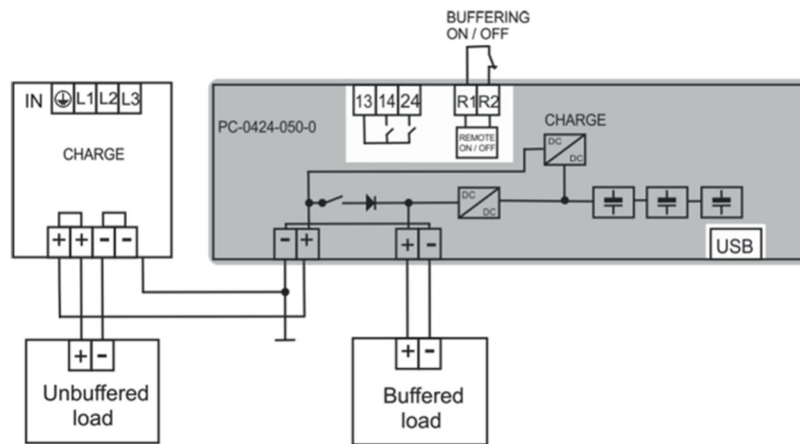 BUFFERING
ON / OFF
IN L1 L2 L3
13 14 24
R1 R2
PC-0424-050-0
CHARGE
REMOTE
ON / OFF
CHARGE
DC
DC
DC
DC
+ + - -
- +
+ -
USB
+ -
Unbuffered
load
+ -
Buffered
load